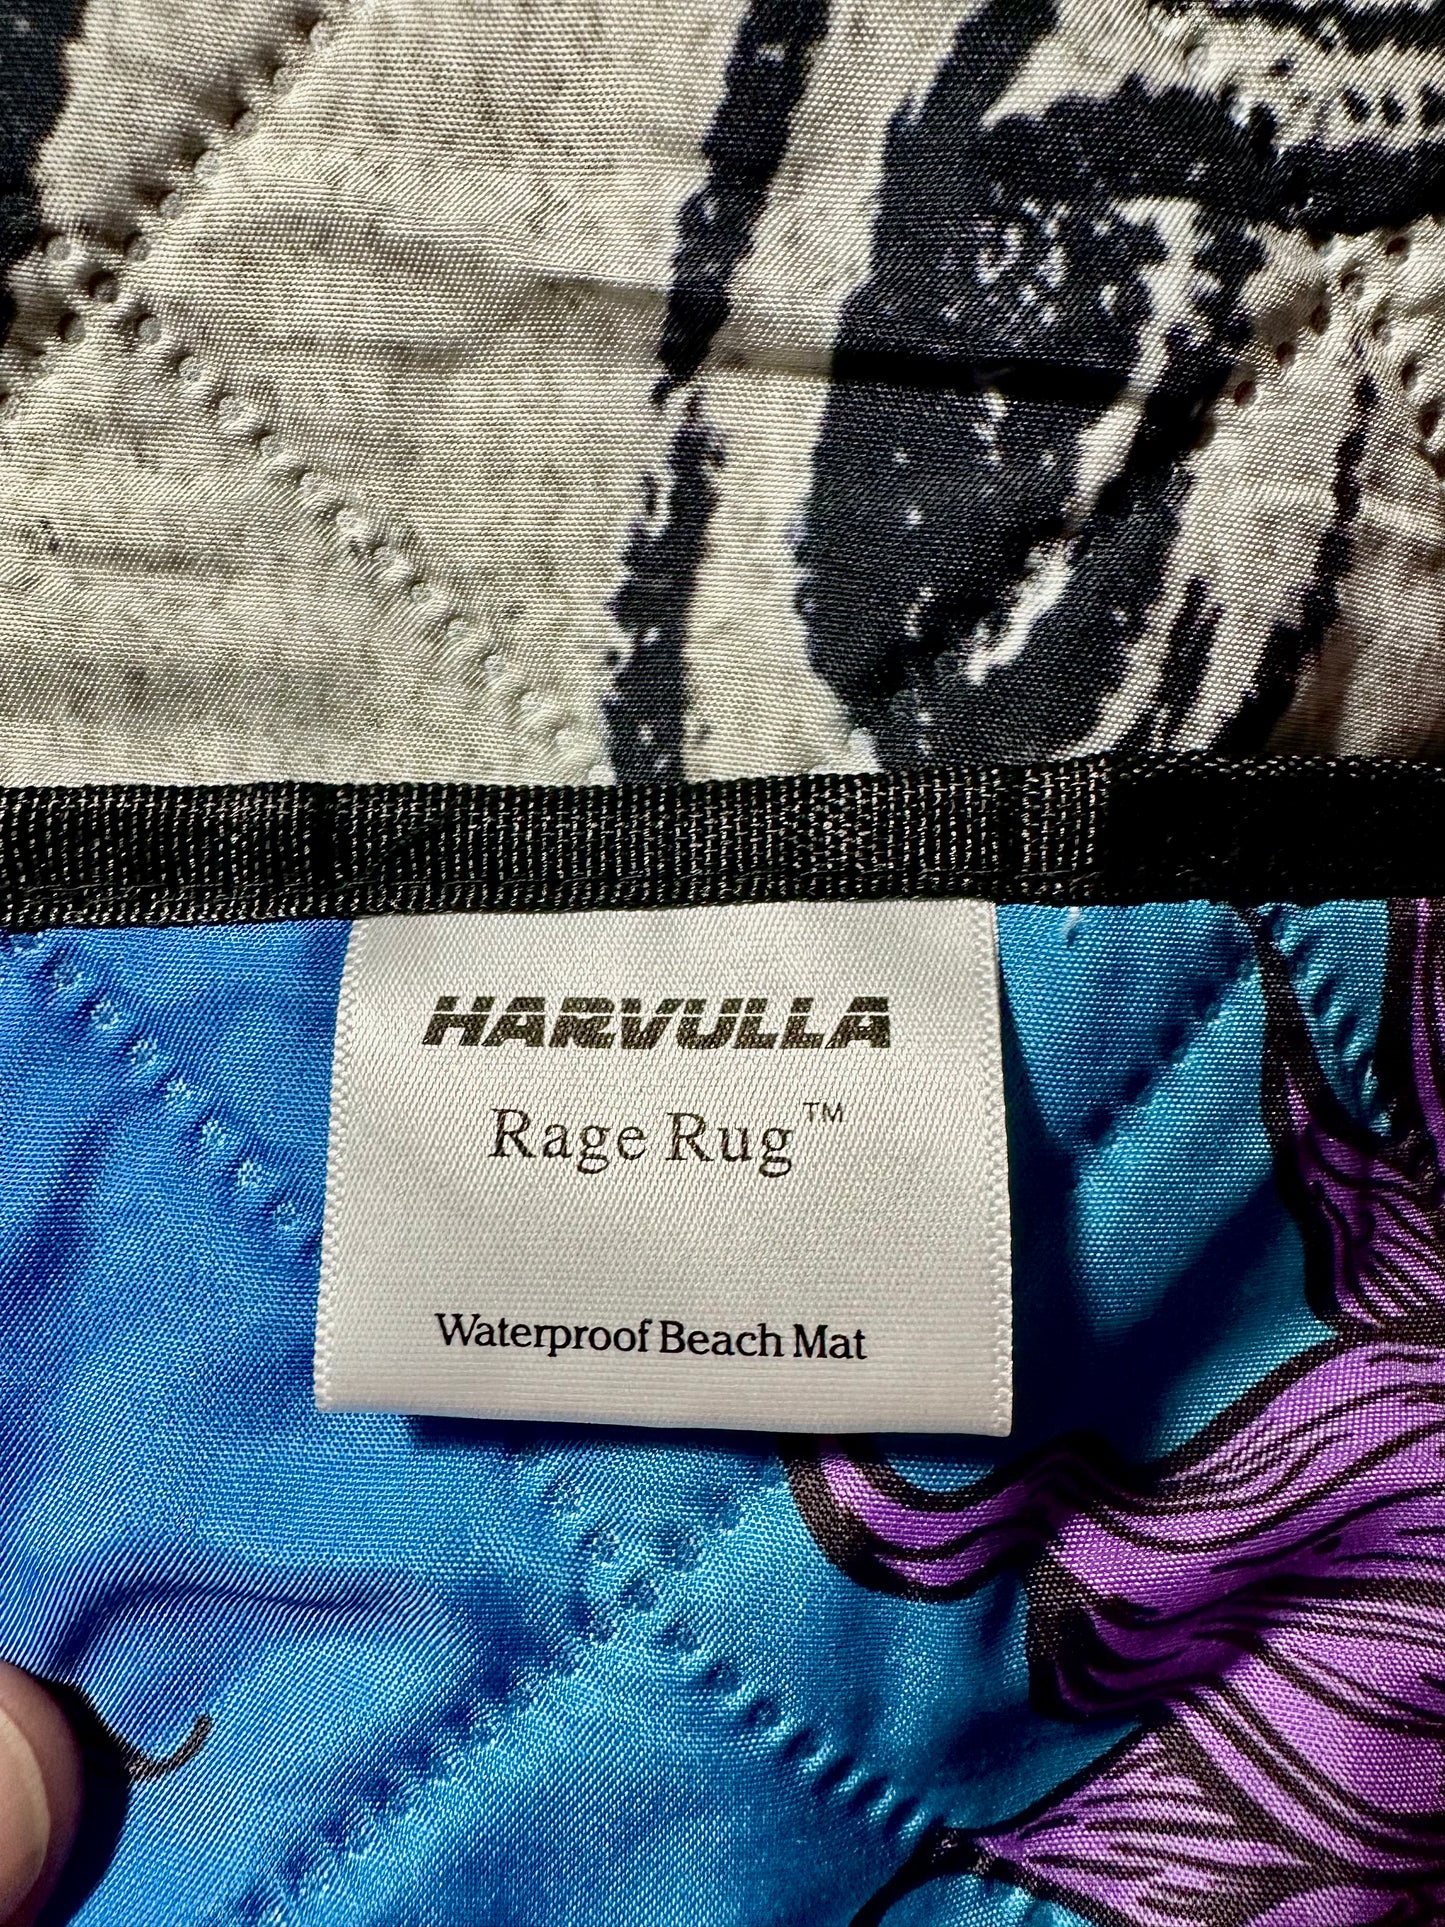 HARVULLA
Rage Rug™
Waterproof Beach Mat